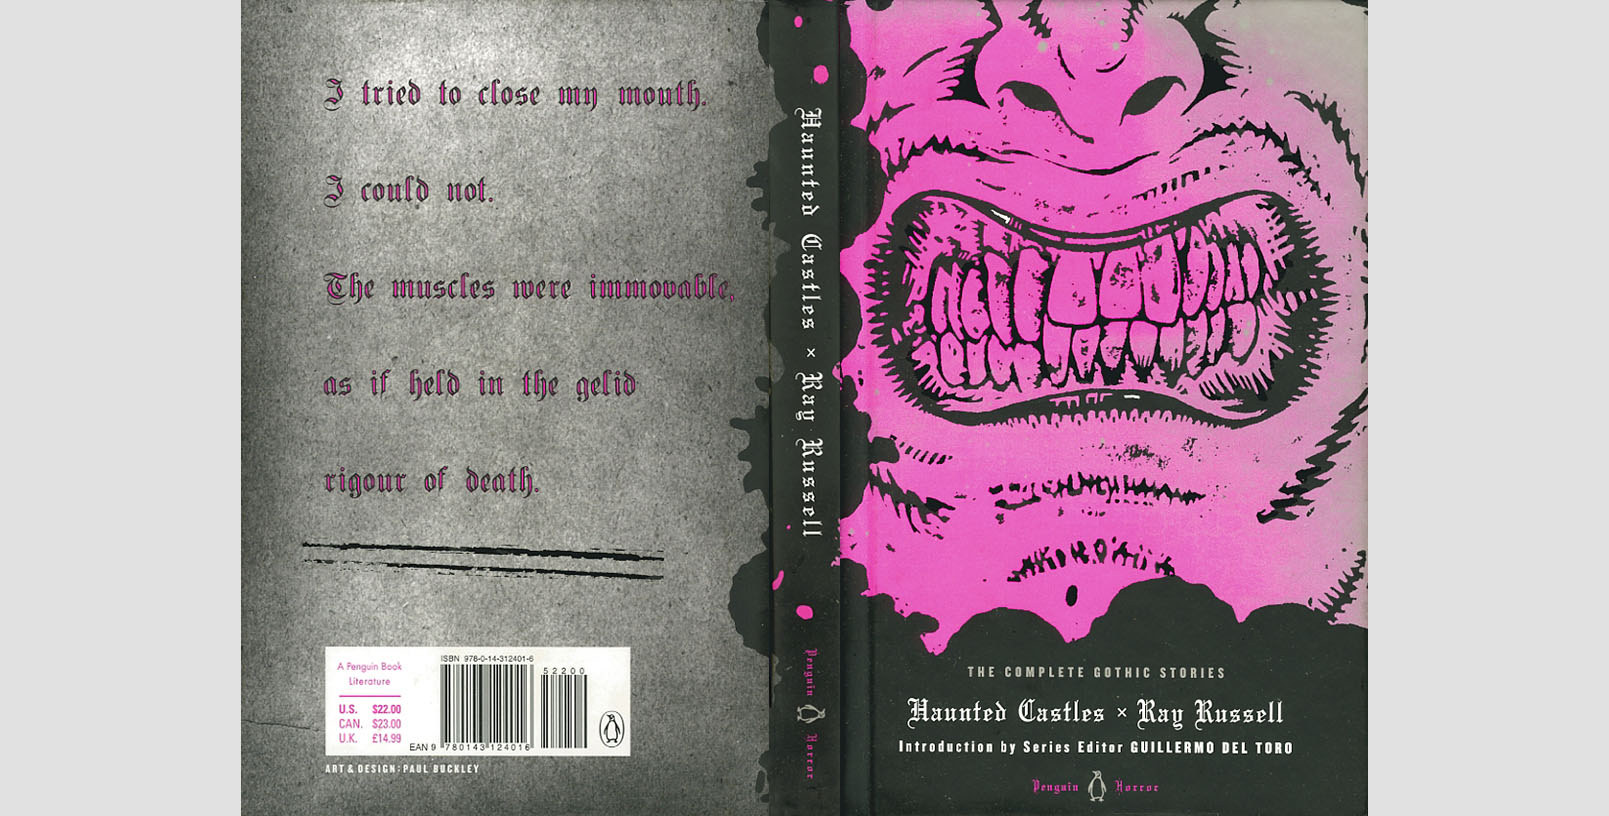 I tried to close my mouth.
I could not.
The muscles were immovable,
as if held in the gelid
rigour of death.
A Penguin Book
Literature
U.S. $22.00
CAN. $23.00
U.K. £14.99
ISBN 978-0-14-312401-6
52200
EAN 9 780143 124016
ART & DESIGN: PAUL BUCKLEY
Haunted Castles × Ray Russell
Penguin Horror
THE COMPLETE GOTHIC STORIES
Haunted Castles × Ray Russell
Introduction by Series Editor GUILLERMO DEL TORO
Penguin Horror